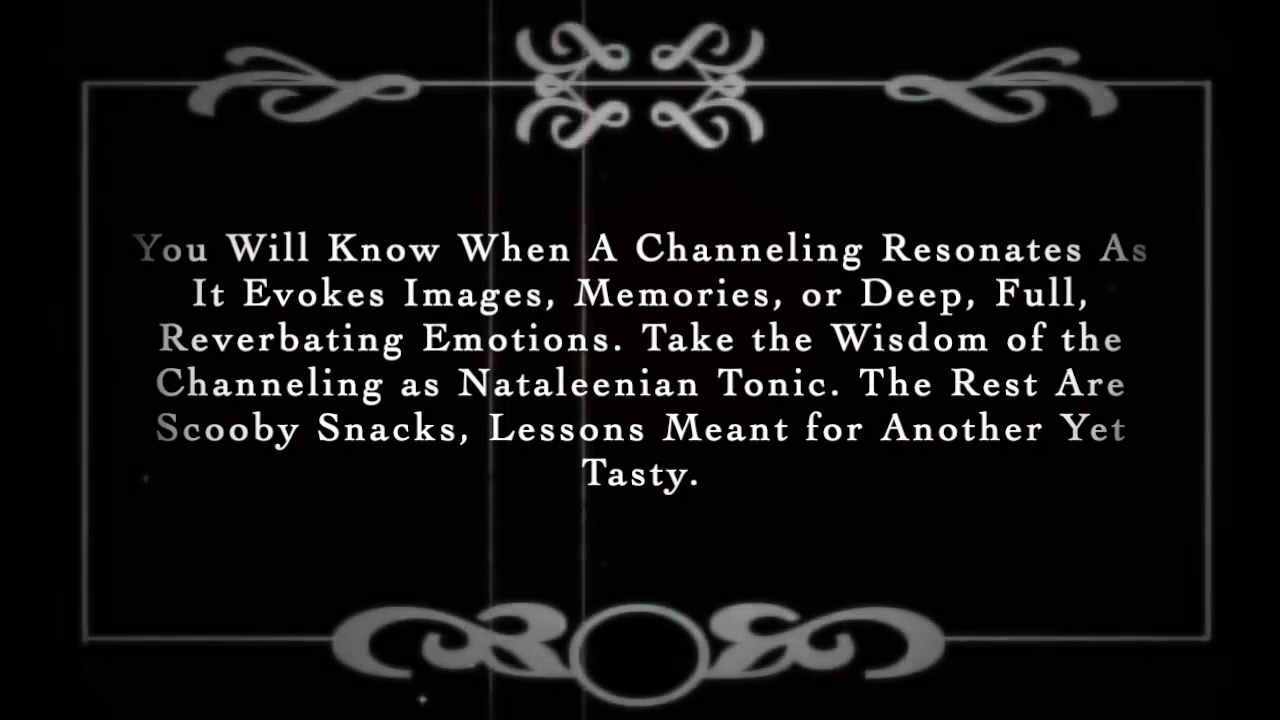 You Will Know When A Channeling Resonates As
It Evokes Images, Memories, or Deep, Full,
Reverbating Emotions. Take the Wisdom of the
Channeling as Nataleenian Tonic. The Rest Are
Scooby Snacks, Lessons Meant for Another Yet
Tasty.